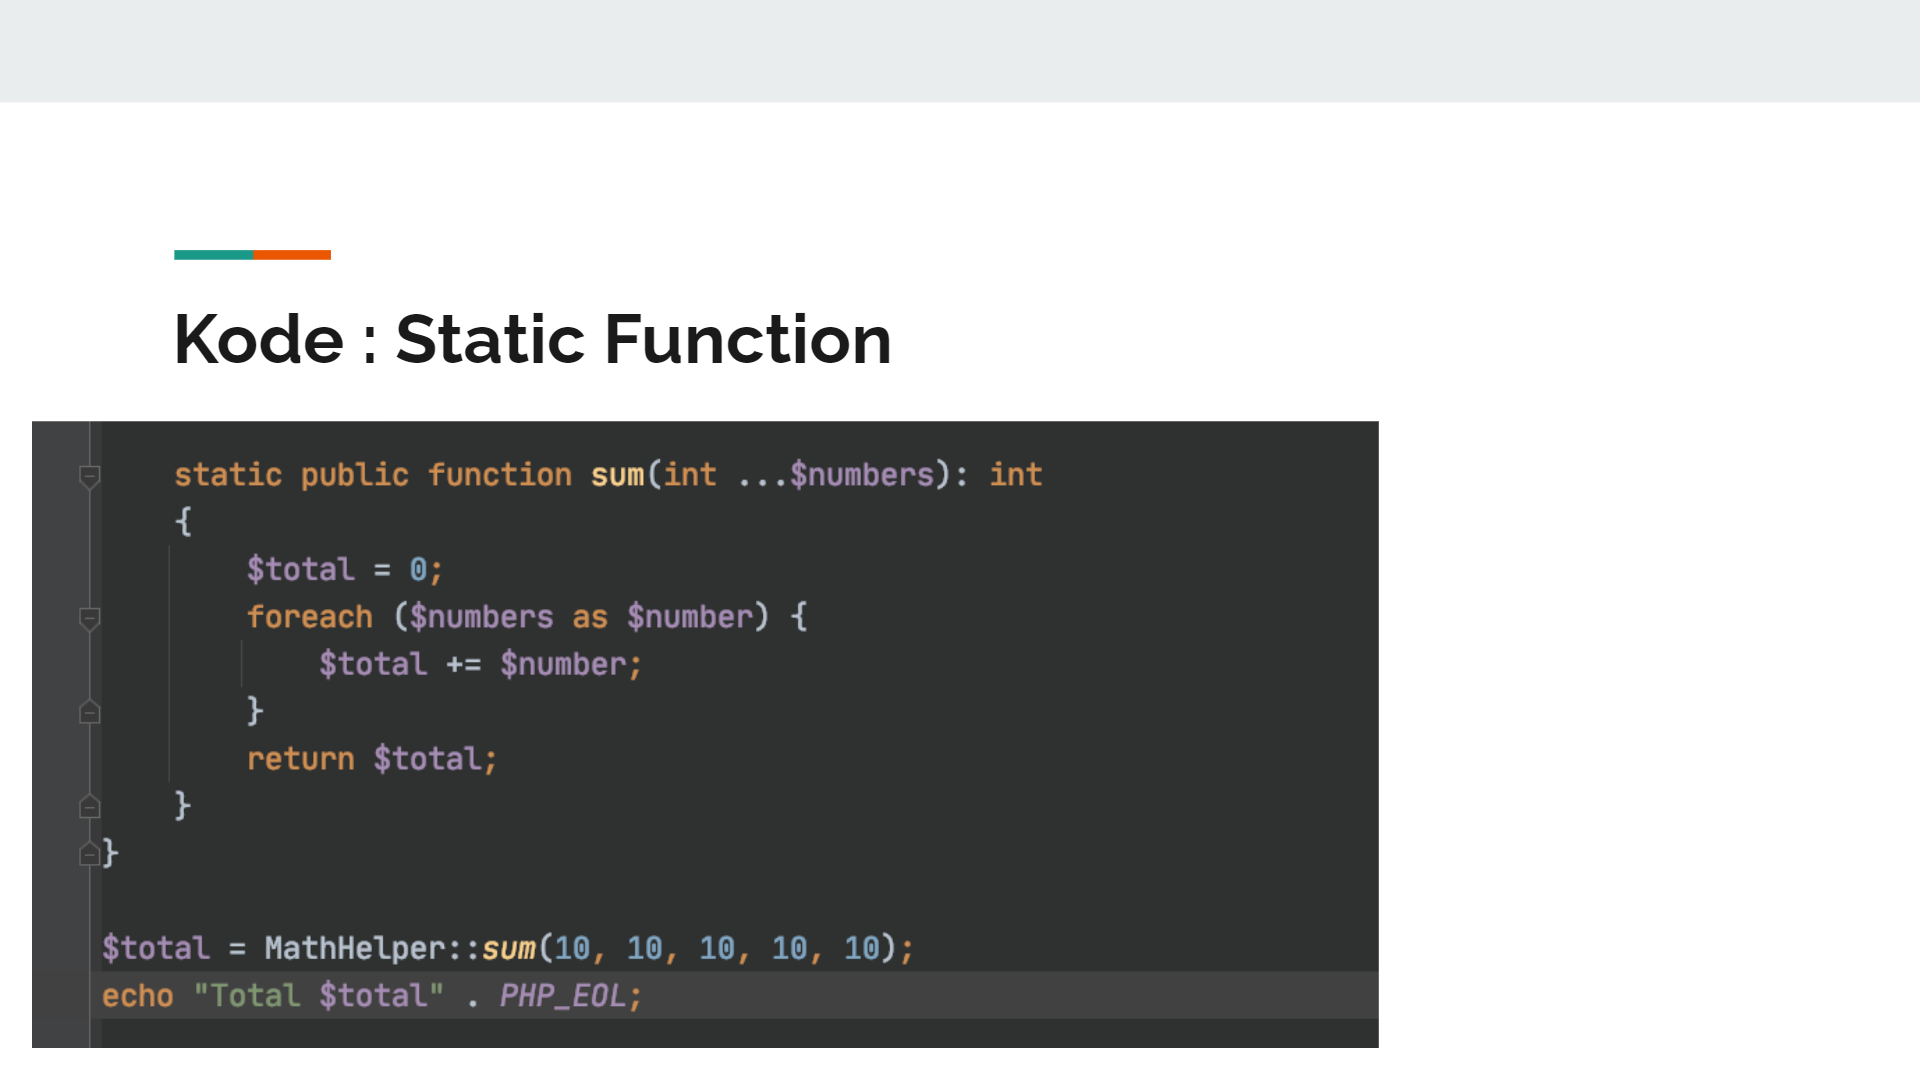 Kode : Static Function
static public function sum(int ...$numbers): int
{
$total = 0;
foreach ($numbers as $number) {
$total += $number;
}
return $total;
}
}
$total = MathHelper::sum(10, 10, 10, 10, 10);
echo "Total $total" . PHP_EOL;